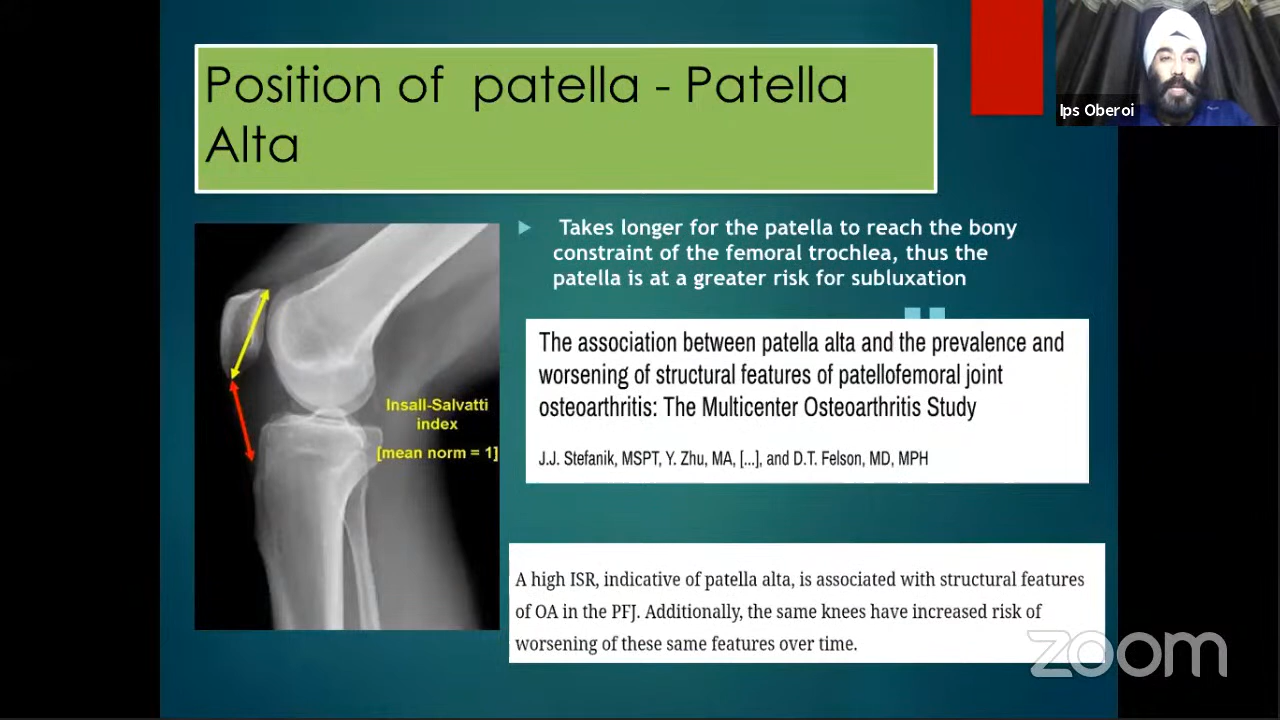 Position of patella - Patella
Alta
Ips Oberoi
Takes longer for the patella to reach the bony
constraint of the femoral trochlea, thus the
patella is at a greater risk for subluxation
Insall-Salvatti
index
[mean norm = 1]
The association between patella alta and the prevalence and
worsening of structural features of patellofemoral joint
osteoarthritis: The Multicenter Osteoarthritis Study
J.J. Stefanik, MSPT, Y. Zhu, MA, [...], and D.T. Felson, MD, MPH
A high ISR, indicative of patella alta, is associated with structural features
of OA in the PFJ. Additionally, the same knees have increased risk of
worsening of these same features over time.
zoom